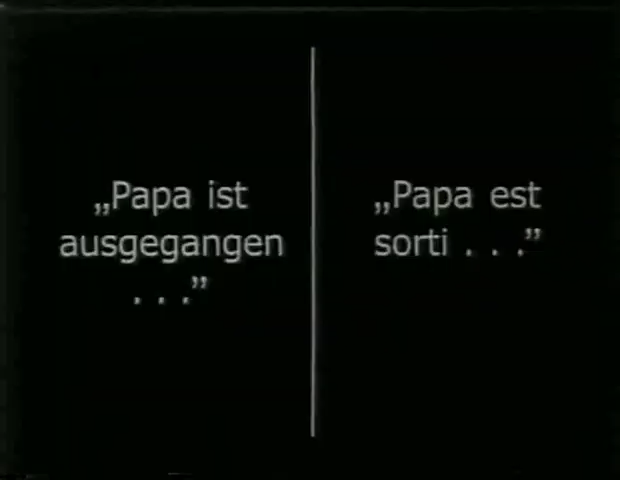 „Papa ist
ausgegangen
. . .”
„Papa est
sorti . . .”